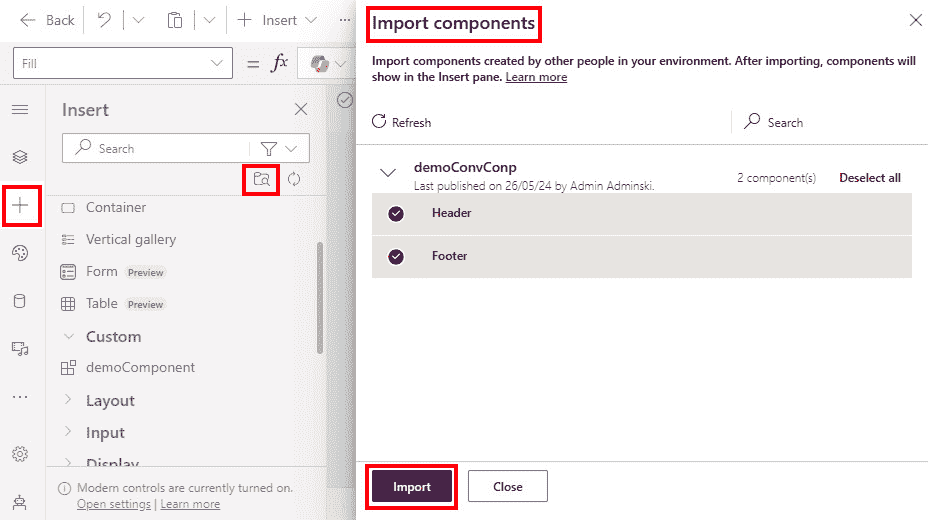 Back
Insert
...
Fill
= fx
Insert
Search
Container
Vertical gallery
Form Preview
Table Preview
Custom
demoComponent
Layout
Input
Display
Modern controls are currently turned on.
Open settings | Learn more
Import components
Import components created by other people in your environment. After importing, components will
show in the Insert pane. Learn more
Refresh
Search
demoConvConp
Last published on 26/05/24 by Admin Adminski.
2 component(s)
Deselect all
Header
Footer
Import
Close